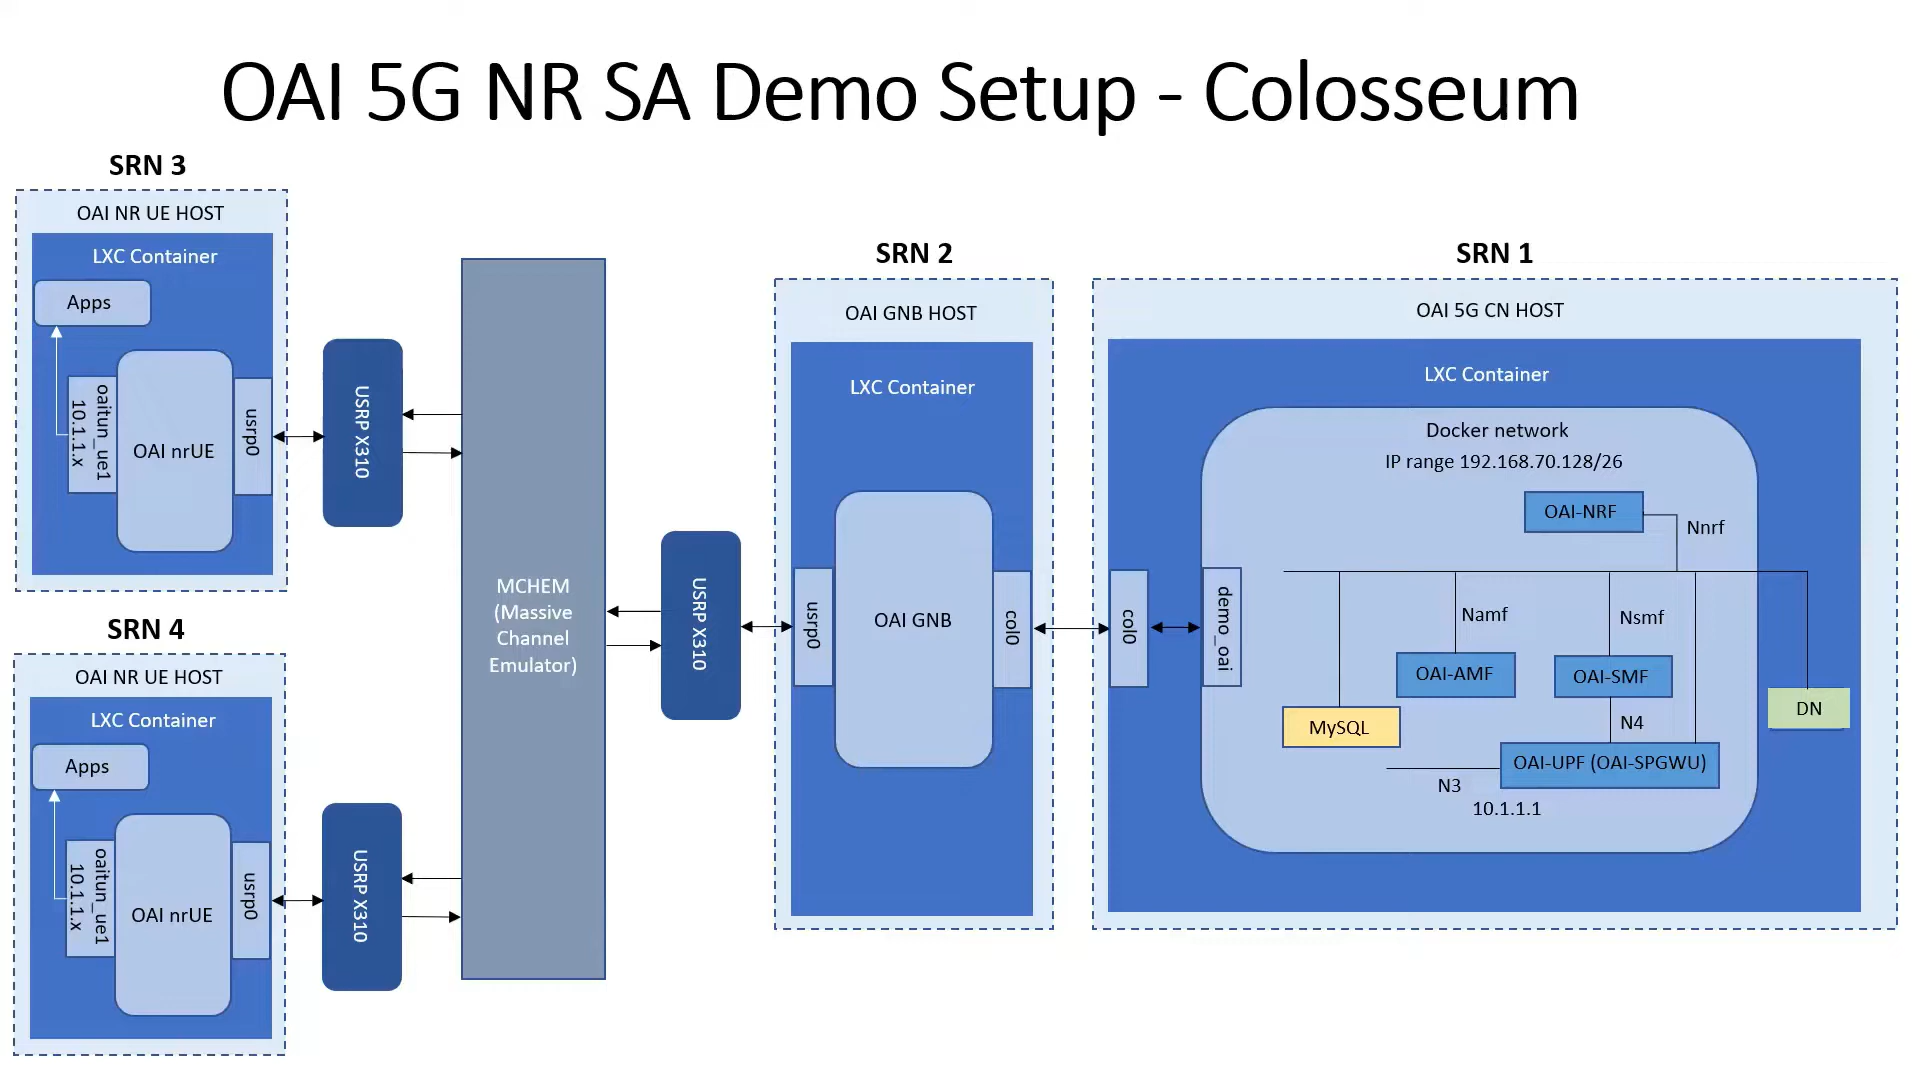 OAI 5G NR SA Demo Setup - Colosseum
SRN 3
OAI NR UE HOST
LXC Container
Apps
oaitun_ue1
10.1.1.x
OAI nrUE
usrp0
USRP X310
SRN 4
OAI NR UE HOST
LXC Container
Apps
oaitun_ue1
10.1.1.x
OAI nrUE
usrp0
USRP X310
MCHEM
(Massive
Channel
Emulator)
USRP X310
SRN 2
OAI GNB HOST
LXC Container
usrp0
OAI GNB
col0
SRN 1
OAI 5G CN HOST
LXC Container
col0
demo_oai
Docker network
IP range 192.168.70.128/26
OAI-NRF
Nnrf
Namf
Nsmf
OAI-AMF
OAI-SMF
MySQL
N4
DN
OAI-UPF (OAI-SPGWU)
N3
10.1.1.1